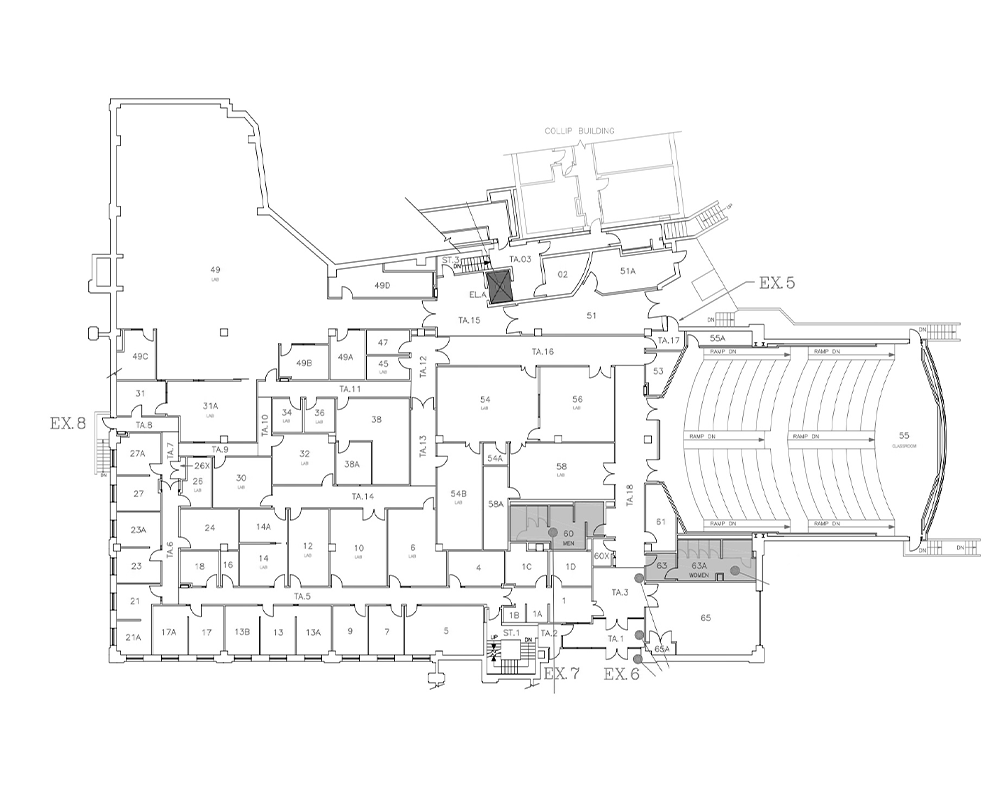 COLLIP BUILDING
UP
ST.3
DN
TA.03
02
51A
49
LAB
49D
EL.A
EX.5
TA.15
51
DN
DN
TA.17
55A
49C
49B
49A
47
45
LAB
TA.12
TA.16
53
RAMP DN
RAMP DN
31
31A
LAB
TA.11
TA.8
EX.8
TA.10
34
LAB
36
LAB
38
TA.13
54
LAB
56
LAB
RAMP DN
RAMP DN
55
CLASSROOM
TA.7
TA.9
27A
26X
26
LAB
30
LAB
32
LAB
38A
54A
58
LAB
DN
27
TA.14
54B
LAB
58A
TA.18
23A
24
14A
12
LAB
10
LAB
6
LAB
60
MEN
61
RAMP DN
RAMP DN
TA.6
23
18
16
14
LAB
4
1C
1D
60X
63
63A
WOMEN
DN
DN
21
TA.5
1
TA.3
21A
17A
17
13B
13
13A
9
7
5
1B
1A
ST.1
UP
DN
TA.2
TA.1
65
65A
EX.7
EX.6